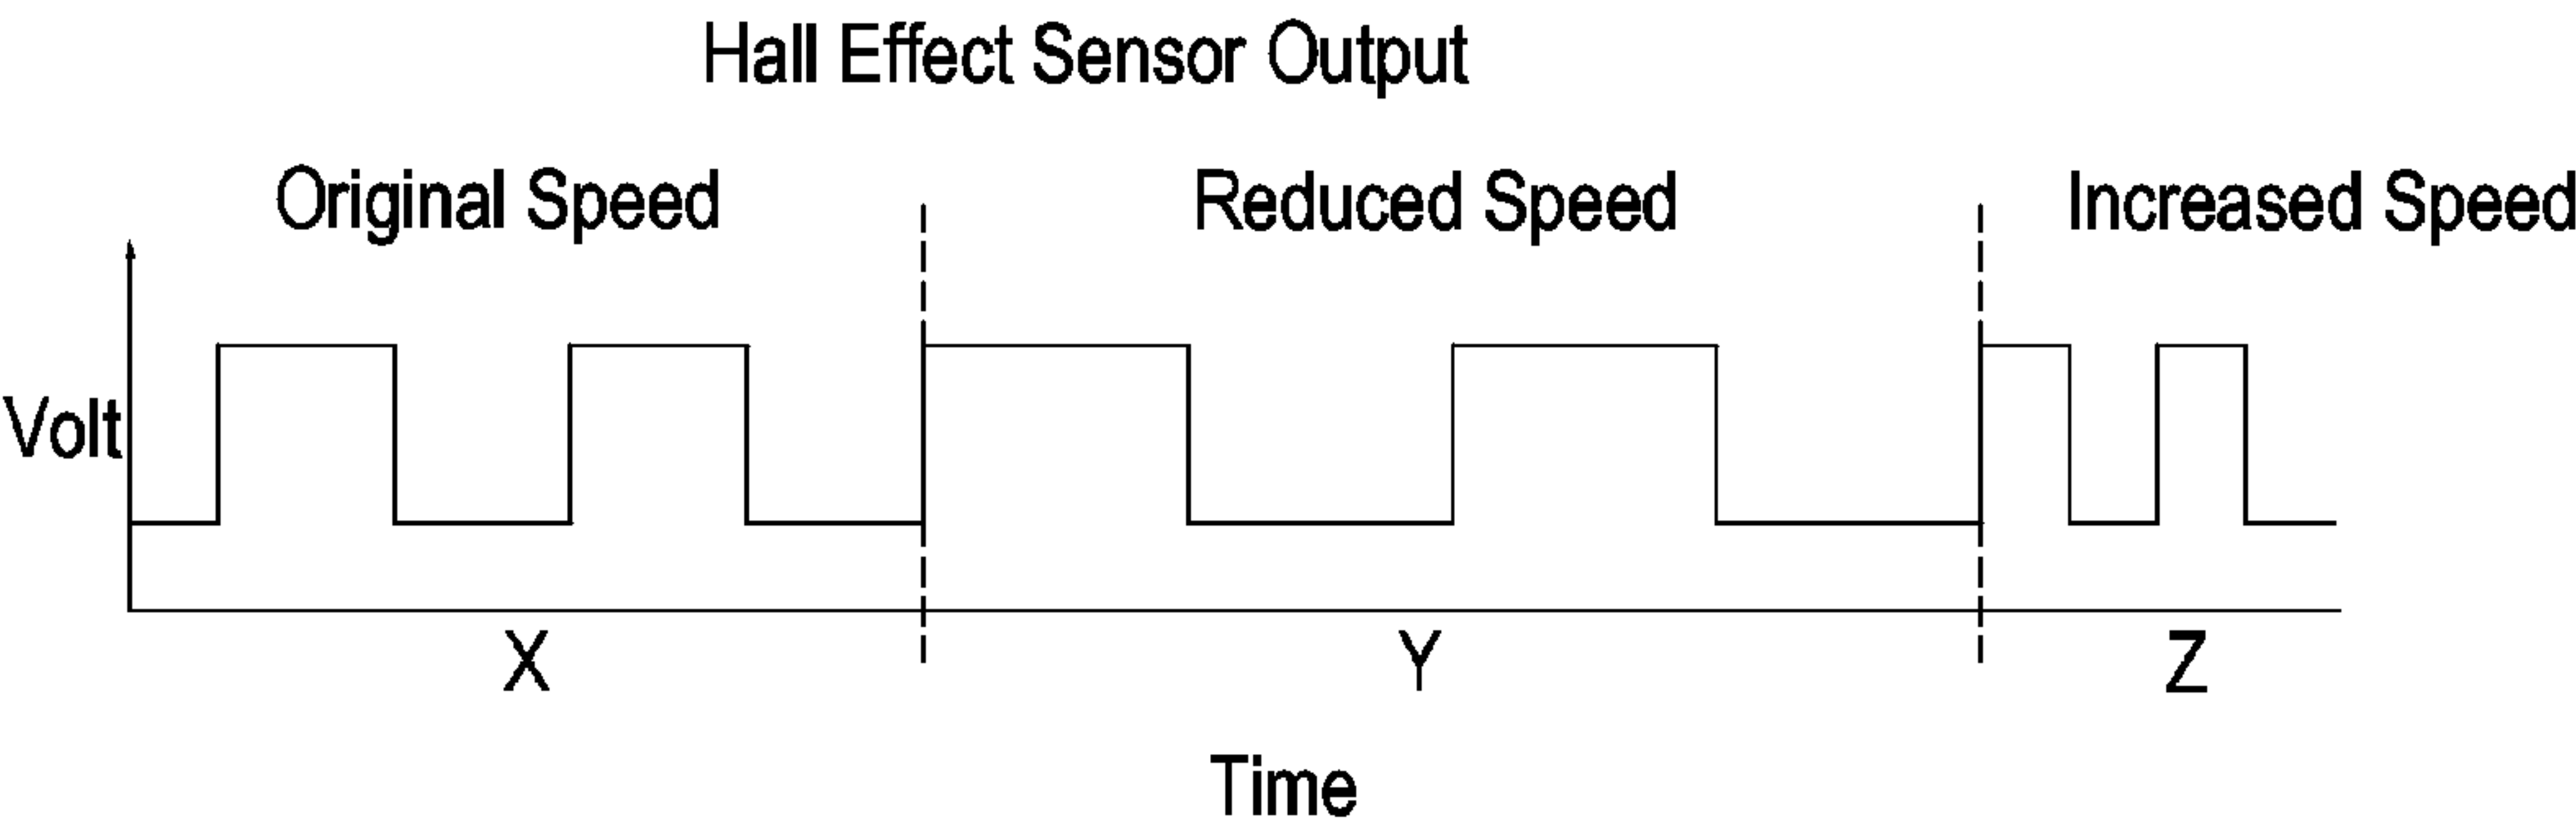 Hall Effect Sensor Output
Original Speed
Reduced Speed
Increased Speed
Volt
X
Y
Z
Time